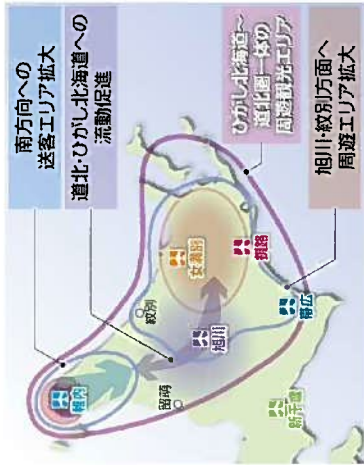 南方向への
送客エリア拡大
道北・ひがし北海道への
流動促進
ひがし北海道～
道北圏一体の
周遊観光エリア
旭川・紋別方面へ
周遊エリア拡大
稚内
紋別
留萌
旭川
女満別
釧路
帯広
新千歳